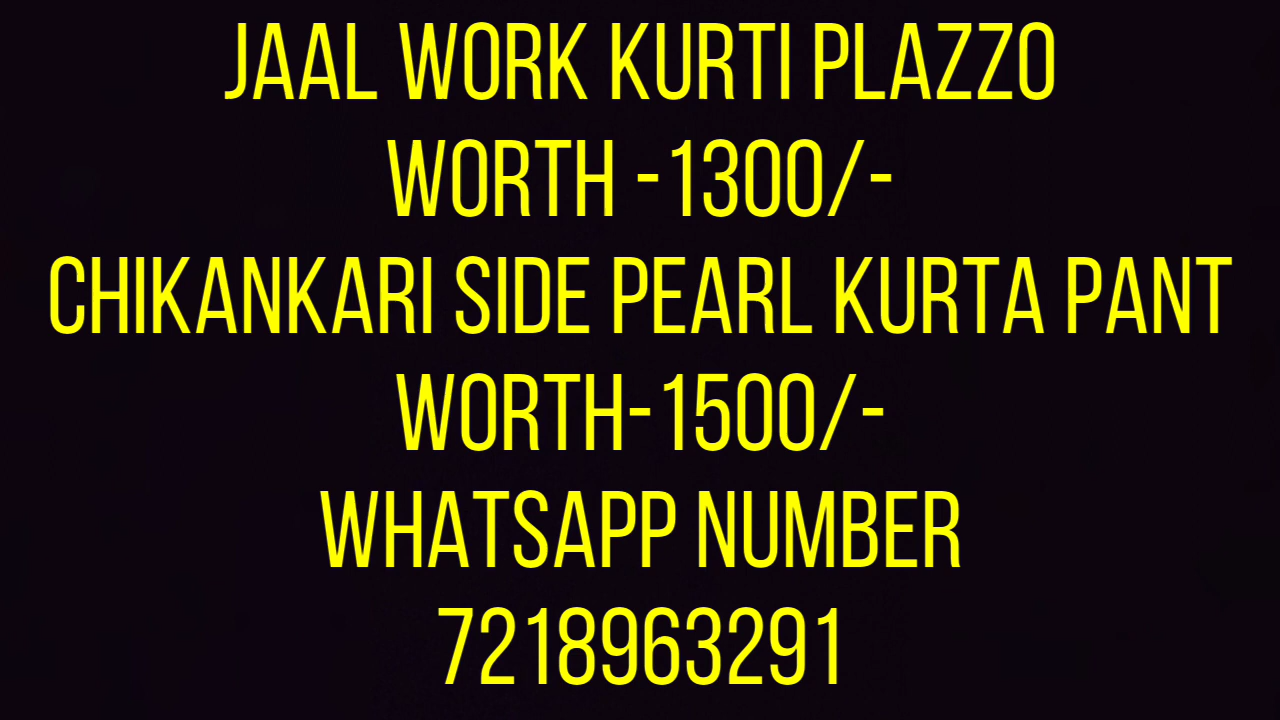 JAAL WORK KURTI PLAZZO
WORTH -1300/-
CHIKANKARI SIDE PEARL KURTA PANT
WORTH-1500/-
WHATSAPP NUMBER
7218963291